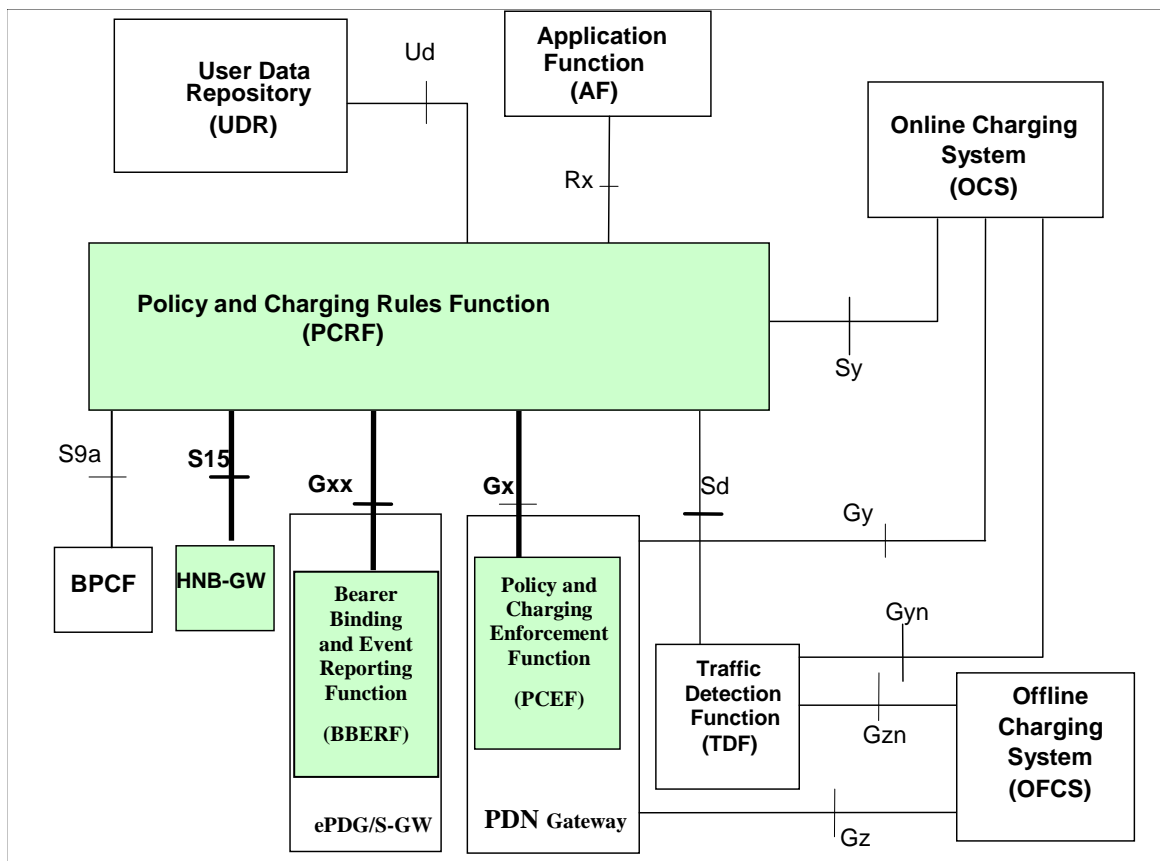 User Data
Repository
(UDR)
Ud
Application
Function
(AF)
Rx
Online Charging
System
(OCS)
Policy and Charging Rules Function
(PCRF)
Sy
S9a
S15
Gxx
Gx
Sd
Gy
BPCF
HNB-GW
Bearer
Binding
and Event
Reporting
Function
(BBERF)
ePDG/S-GW
Policy and
Charging
Enforcement
Function
(PCEF)
PDN Gateway
Traffic
Detection
Function
(TDF)
Gyn
Gzn
Gz
Offline
Charging
System
(OFCS)